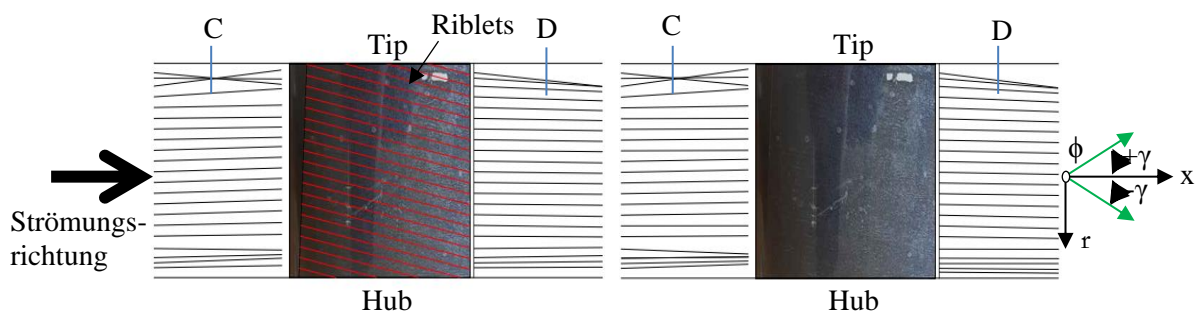 C
Tip
Riblets
D
C
Tip
D
Strömungs-
richtung
ϕ
+γ
-γ
x
r
Hub
Hub